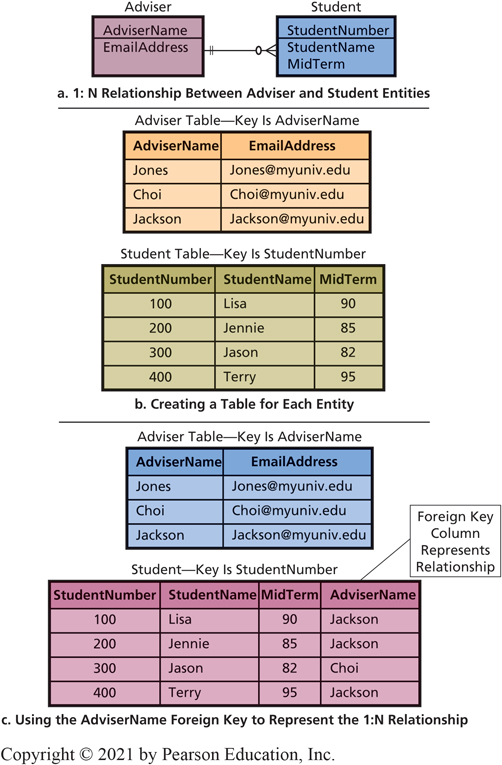 Adviser Student
AdviserName StudentNumber
EmailAddress StudentName
MidTerm
a. 1: N Relationship Between Adviser and Student Entities
Adviser Table—Key Is AdviserName
AdviserName EmailAddress
Jones Jones@myuniv.edu
Choi Choi@myuniv.edu
Jackson Jackson@myuniv.edu
Student Table—Key Is StudentNumber
StudentNumber StudentName MidTerm
100 Lisa 90
200 Jennie 85
300 Jason 82
400 Terry 95
b. Creating a Table for Each Entity
Adviser Table—Key Is AdviserName
AdviserName EmailAddress
Jones Jones@myuniv.edu
Choi Choi@myuniv.edu
Jackson Jackson@myuniv.edu
Foreign Key
Column
Represents
Relationship
Student—Key Is StudentNumber
StudentNumber StudentName MidTerm AdviserName
100 Lisa 90 Jackson
200 Jennie 85 Jackson
300 Jason 82 Choi
400 Terry 95 Jackson
c. Using the AdviserName Foreign Key to Represent the 1:N Relationship
Copyright © 2021 by Pearson Education, Inc.